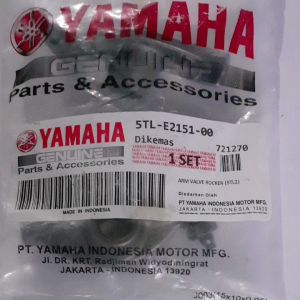 YAMAHA
GENUINE
Parts & Accessories
YAMAHA
GENUINE
Parts & Accessories
5TL-E2151-00
Dikemas
1 SET
721270
ARM VALVE ROCKER (5TL2)
Diedarkan Oleh
PT. YAMAHA INDONESIA MOTOR MFG.
MADE IN INDONESIA
PT. YAMAHA INDONESIA MOTOR MFG.
JL. DR. KRT. Radjiman Widyodiningrat
JAKARTA - INDONESIA 13920